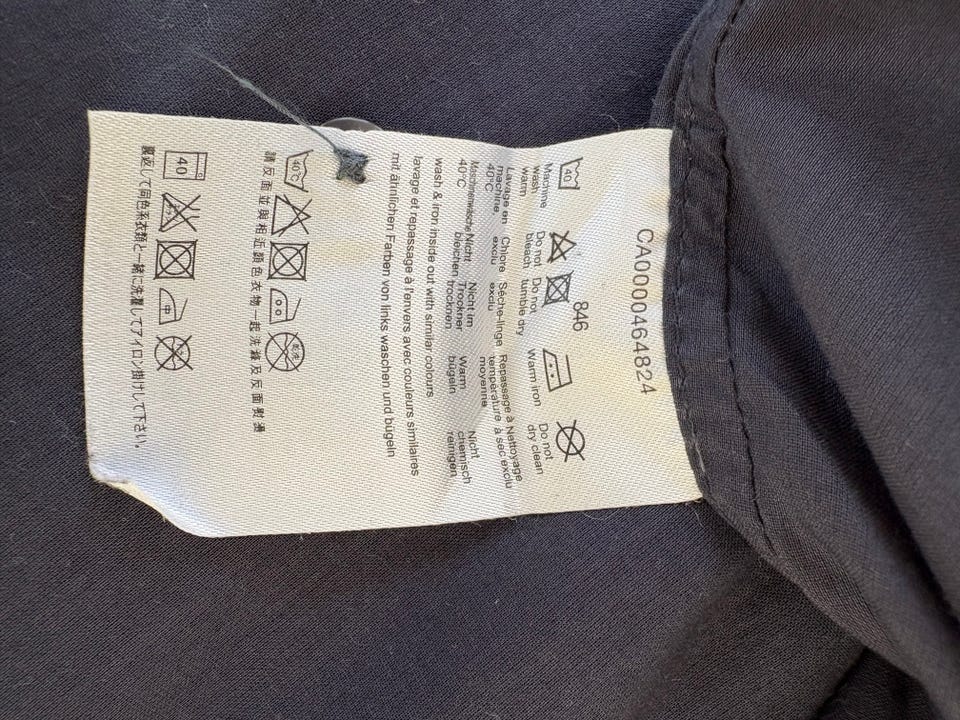 CA0000464824
846
40
Machine wash warm
Do not bleach
Do not tumble dry
Warm iron
Do not dry clean
Lavage en machine, 40°C
Chlore exclu
Sèche-linge exclu
Repassage à température moyenne
Nettoyage à sec exclu
Maschinenwäsche 40°C
Nicht bleichen
Nicht im Trockner trocknen
Warm bügeln
Nicht chemisch reinigen
wash & iron inside out with similar colours
lavage et repassage à l'envers avec couleurs similaires
mit ähnlichen Farben von links waschen und bügeln
40°C
請反面並與相近顏色衣物一起洗滌及反面熨燙
40 中
裏返して同色系衣類と一緒に洗濯してアイロン掛けして下さい。